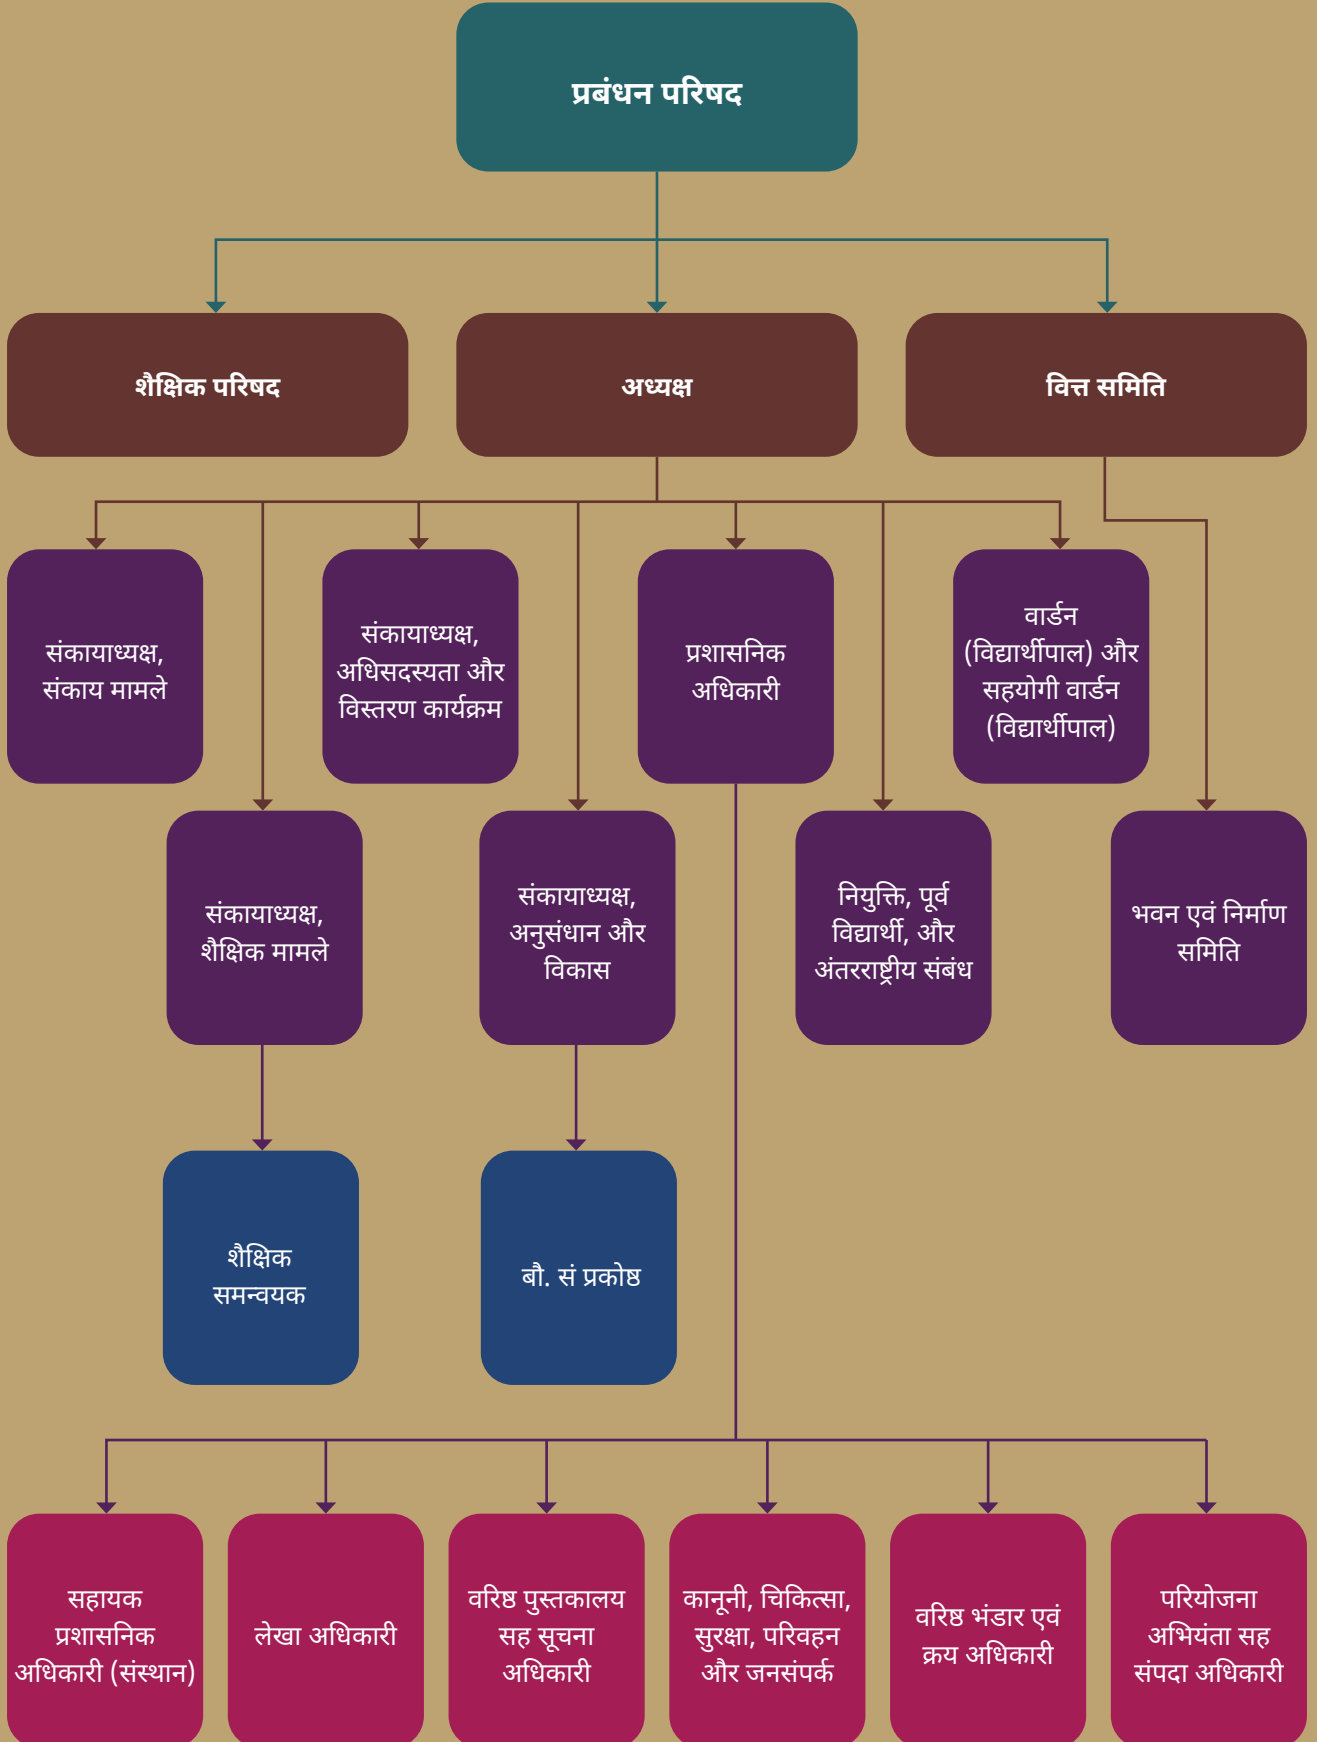 प्रबंधन परिषद
शैक्षिक परिषद
अध्यक्ष
वित्त समिति
संकायाध्यक्ष,
संकाय मामले
संकायाध्यक्ष,
अधिसदस्यता और
विस्तरण कार्यक्रम
प्रशासनिक
अधिकारी
वार्डन
(विद्यार्थीपाल) और
सहयोगी वार्डन
(विद्यार्थीपाल)
संकायाध्यक्ष,
शैक्षिक मामले
संकायाध्यक्ष,
अनुसंधान और
विकास
नियुक्ति, पूर्व
विद्यार्थी, और
अंतरराष्ट्रीय संबंध
भवन एवं निर्माण
समिति
शैक्षिक
समन्वयक
बौ. सं प्रकोष्ठ
सहायक
प्रशासनिक
अधिकारी (संस्थान)
लेखा अधिकारी
वरिष्ठ पुस्तकालय
सह सूचना
अधिकारी
कानूनी, चिकित्सा,
सुरक्षा, परिवहन
और जनसंपर्क
वरिष्ठ भंडार एवं
क्रय अधिकारी
परियोजना
अभियंता सह
संपदा अधिकारी